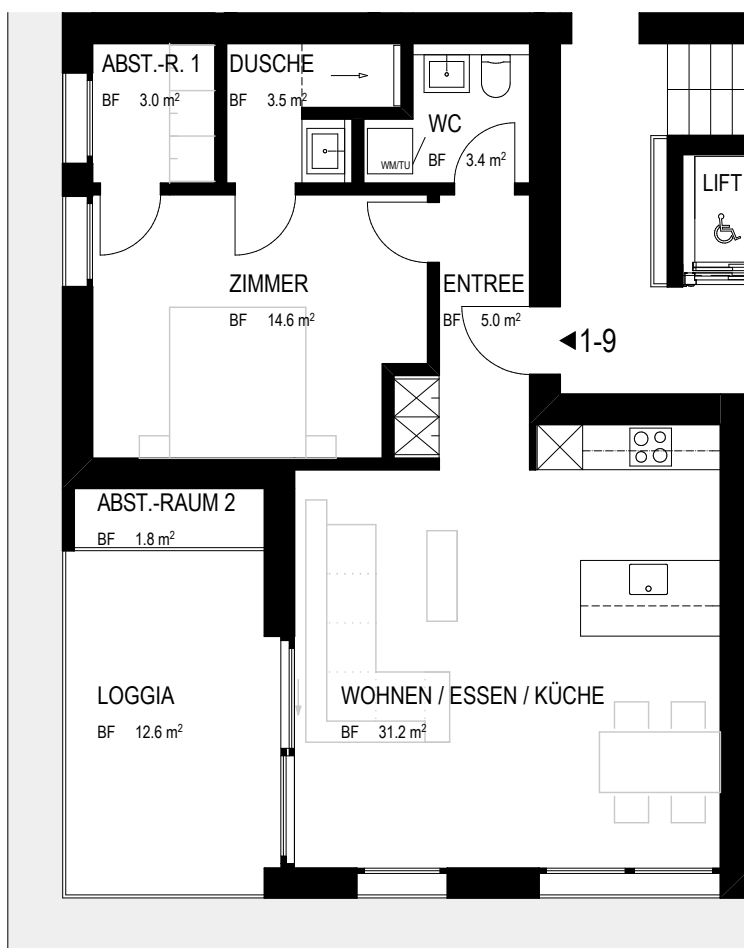 ABST.-R. 1
BF 3.0 m²
DUSCHE
BF 3.5 m²
WC
BF 3.4 m²
WM/TU
LIFT
ZIMMER
BF 14.6 m²
ENTREE
BF 5.0 m²
1-9
ABST.-RAUM 2
BF 1.8 m²
LOGGIA
BF 12.6 m²
WOHNEN / ESSEN / KÜCHE
BF 31.2 m²